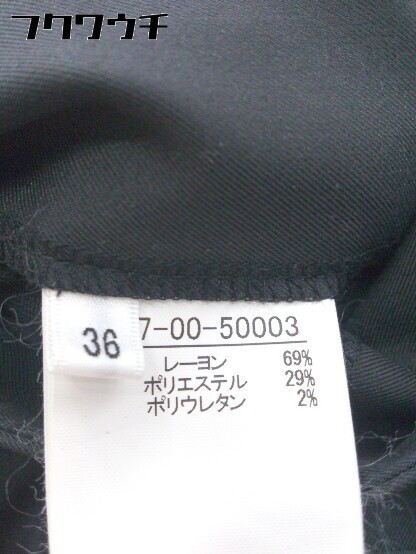 フクワウチ
36
7-00-50003
レーヨン 69%
ポリエステル 29%
ポリウレタン 2%